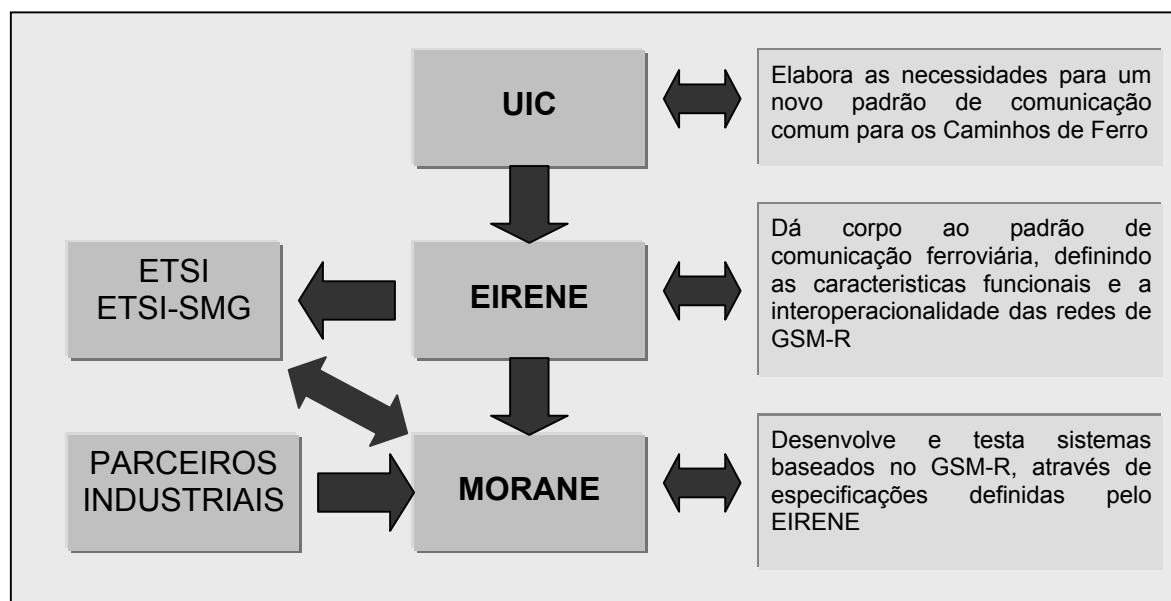 UIC
Elabora as necessidades para um
novo padrão de comunicação
comum para os Caminhos de Ferro
ETSI
ETSI-SMG
EIRENE
Dá corpo ao padrão de
comunicação ferroviária, definindo
as caracteristicas funcionais e a
interoperacionalidade das redes de
GSM-R
PARCEIROS
INDUSTRIAIS
MORANE
Desenvolve e testa sistemas
baseados no GSM-R, através de
especificações definidas pelo
EIRENE